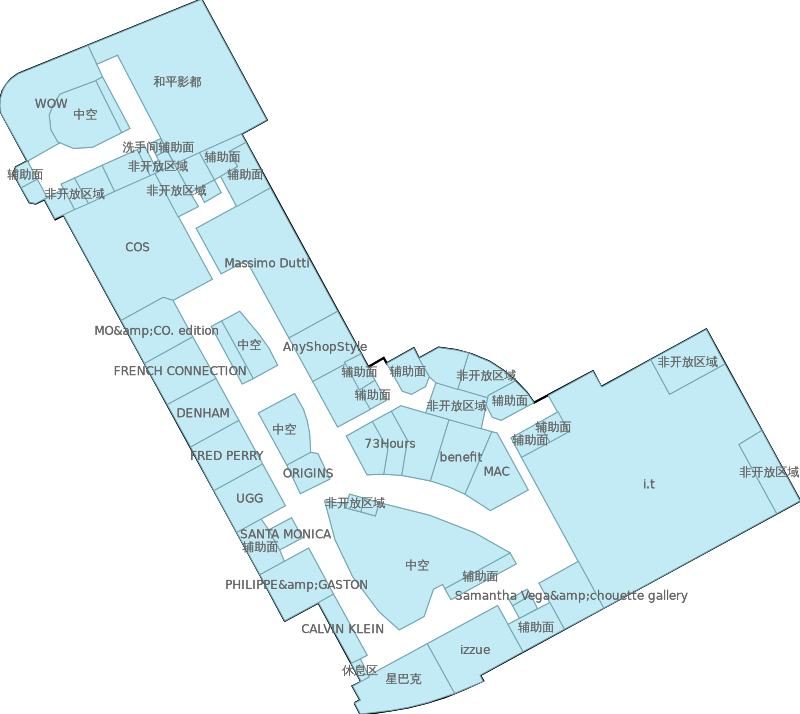 和平影都
WOW
中空
洗手间辅助面
辅助面
非开放区域
辅助面
辅助面
非开放区域
非开放区域
COS
Massimo Dutti
MO&amp;CO. edition
中空
AnyShopStyle
非开放区域
FRENCH CONNECTION
辅助面
辅助面
非开放区域
非开放区域
辅助面
辅助面
DENHAM
非开放区域
中空
辅助面
辅助面
73Hours
FRED PERRY
benefit
MAC
ORIGINS
i.t
UGG
非开放区域
SANTA MONICA
辅助面
中空
辅助面
PHILIPPE&amp;GASTON
Samantha Vega&amp;chouette gallery
CALVIN KLEIN
辅助面
izzue
休息区
星巴克